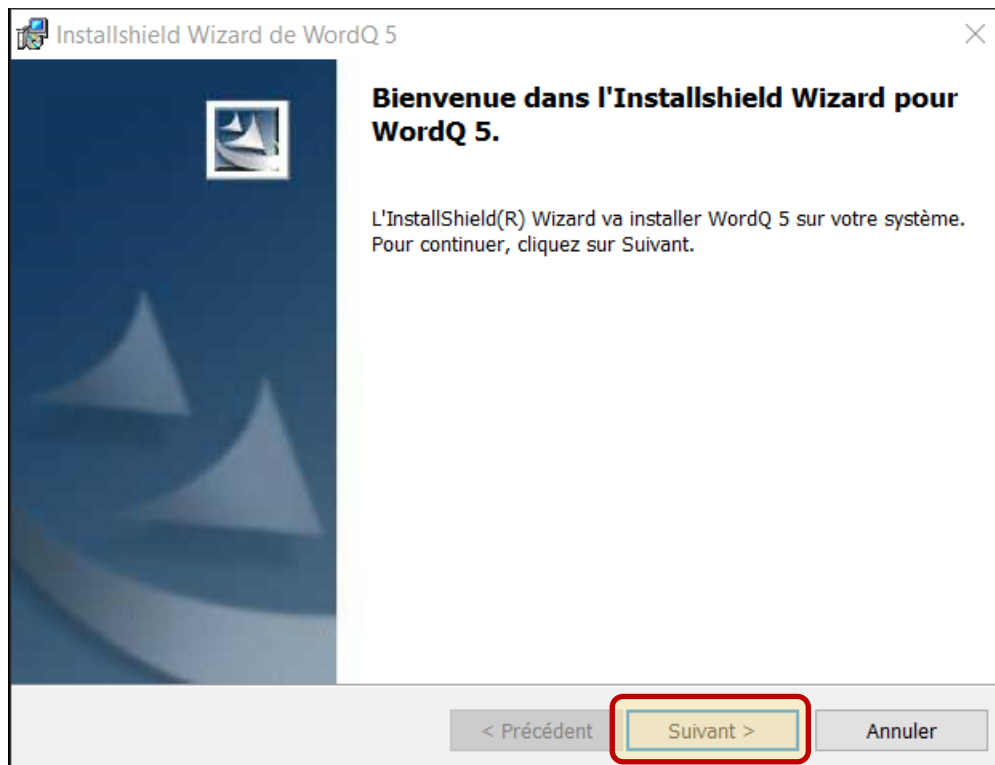 Installshield Wizard de WordQ 5
Bienvenue dans l'Installshield Wizard pour
WordQ 5.
L'InstallShield(R) Wizard va installer WordQ 5 sur votre système.
Pour continuer, cliquez sur Suivant.
< Précédent Suivant > Annuler